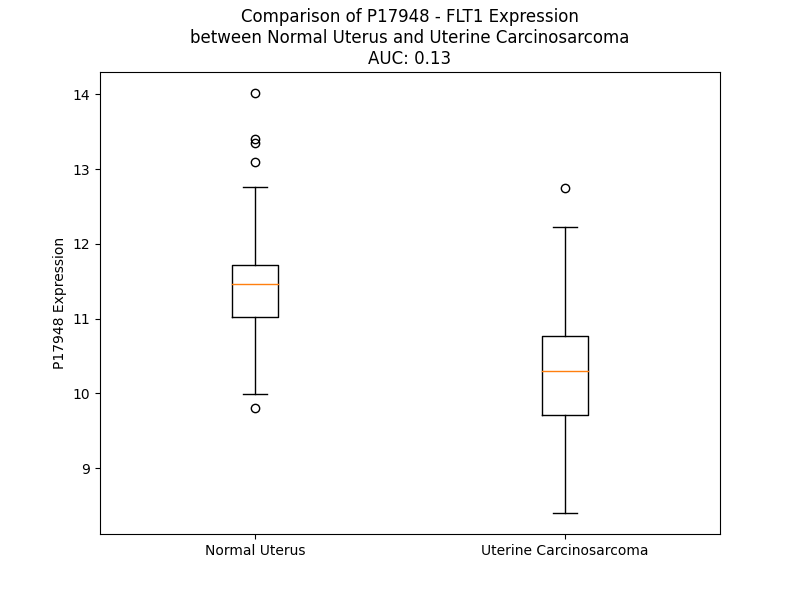 Comparison of P17948 - FLT1 Expression
between Normal Uterus and Uterine Carcinosarcoma
AUC: 0.13
14
13
12
11
10
9
P17948 Expression
Normal Uterus
Uterine Carcinosarcoma